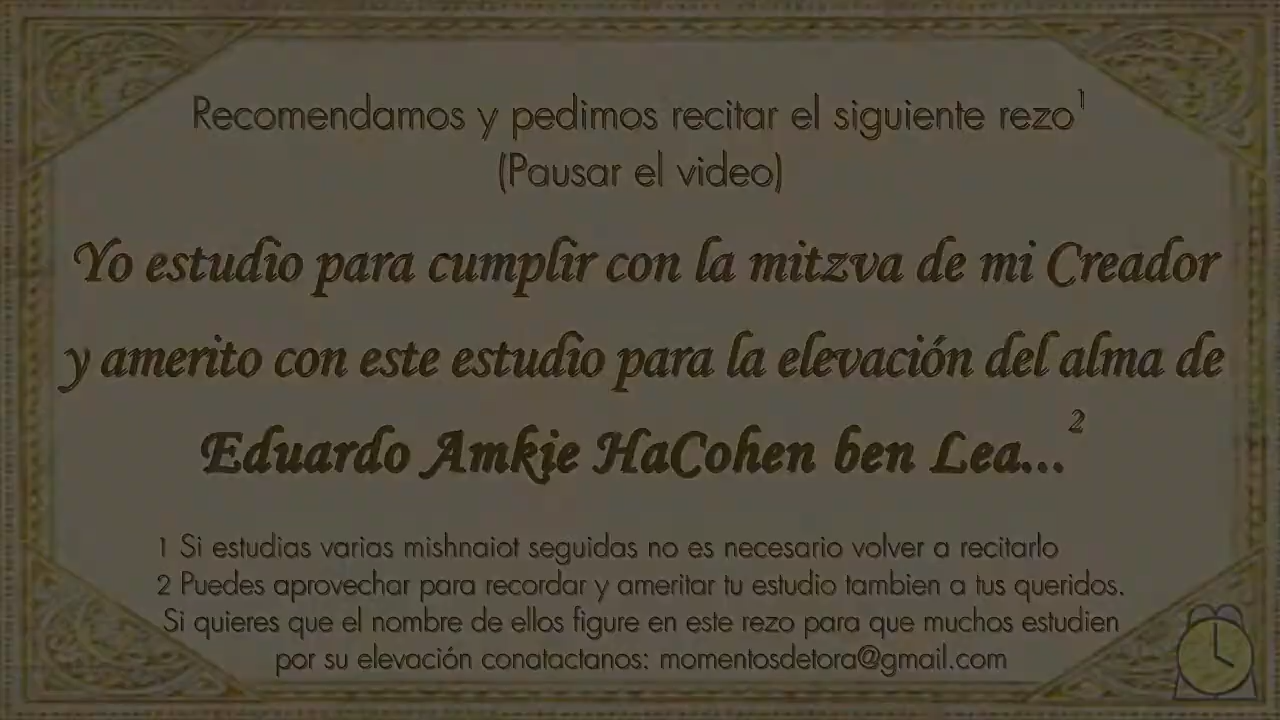 Recomendamos y pedimos recitar el siguiente rezo1
(Pausar el video)
Yo estudio para cumplir con la mitzva de mi Creador
y amerito con este estudio para la elevación del alma de
Eduardo Amkie HaCohen ben Lea...2
1 Si estudias varias mishnaiot seguidas no es necesario volver a recitarlo
2 Puedes aprovechar para recordar y ameritar tu estudio tambien a tus queridos.
Si quieres que el nombre de ellos figure en este rezo para que muchos estudien
por su elevación conatactanos: momentosdetora@gmail.com